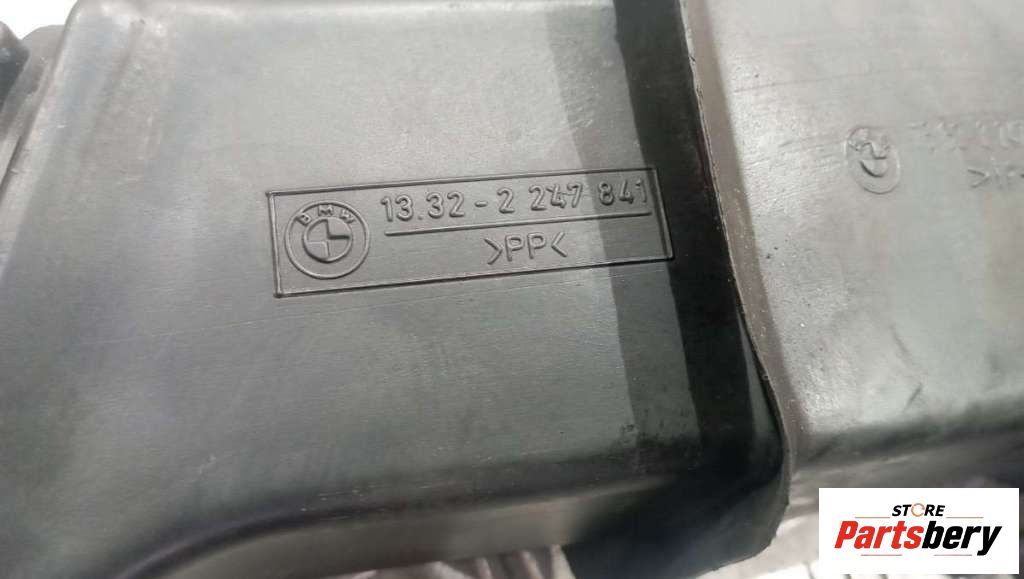 BMW
13.32-2 247 841
>PP<
STORE
Partsbery